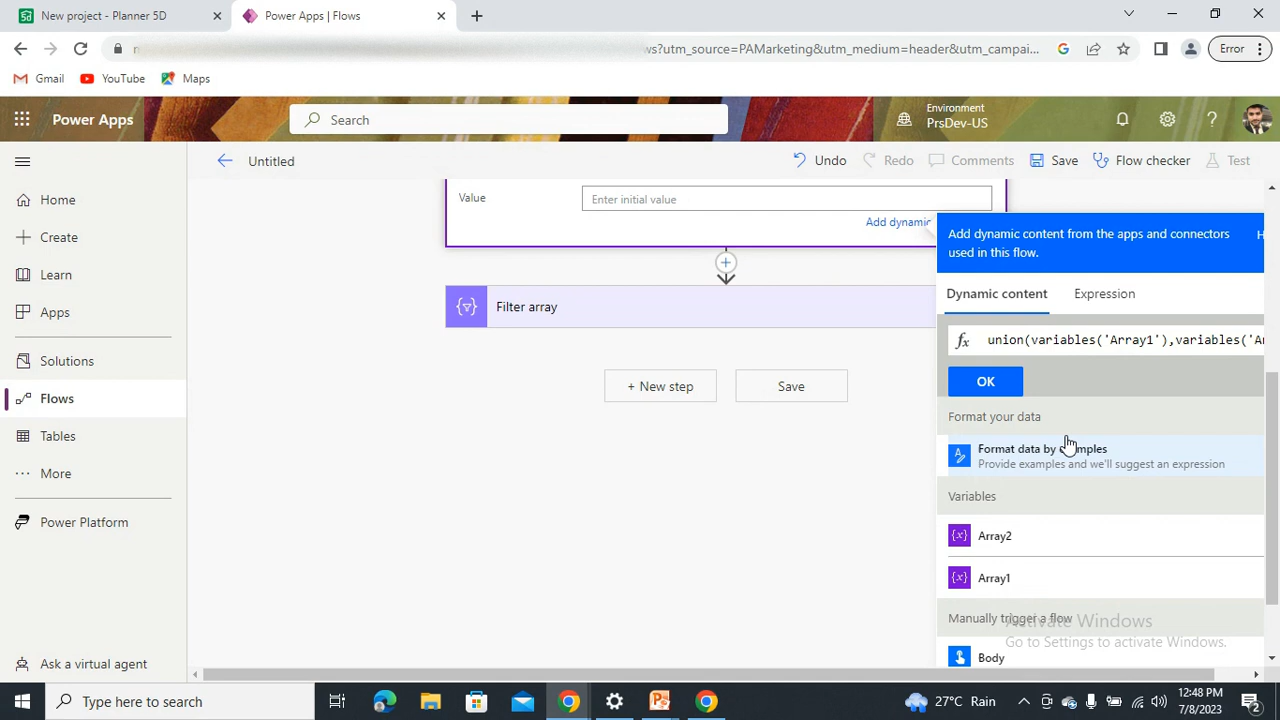 New project - Planner 5D
Power Apps | Flows
ws?utm_source=PAMarketing&utm_medium=header&utm_campai...
Error
Gmail
YouTube
Maps
Power Apps
Search
Environment
PrsDev-US
Untitled
Undo
Redo
Comments
Save
Flow checker
Test
Home
Create
Learn
Apps
Solutions
Flows
Tables
More
Power Platform
Ask a virtual agent
Value
Enter initial value
Add dynamic
Filter array
+ New step
Save
Add dynamic content from the apps and connectors
used in this flow.
H
Dynamic content
Expression
fx
union(variables('Array1'),variables('Ar
OK
Format your data
Format data by examples
Provide examples and we'll suggest an expression
Variables
{x} Array2
{x} Array1
Manually trigger a flow
Body
Activate Windows
Go to Settings to activate Windows.
Type here to search
27°C Rain
12:48 PM
7/8/2023
2